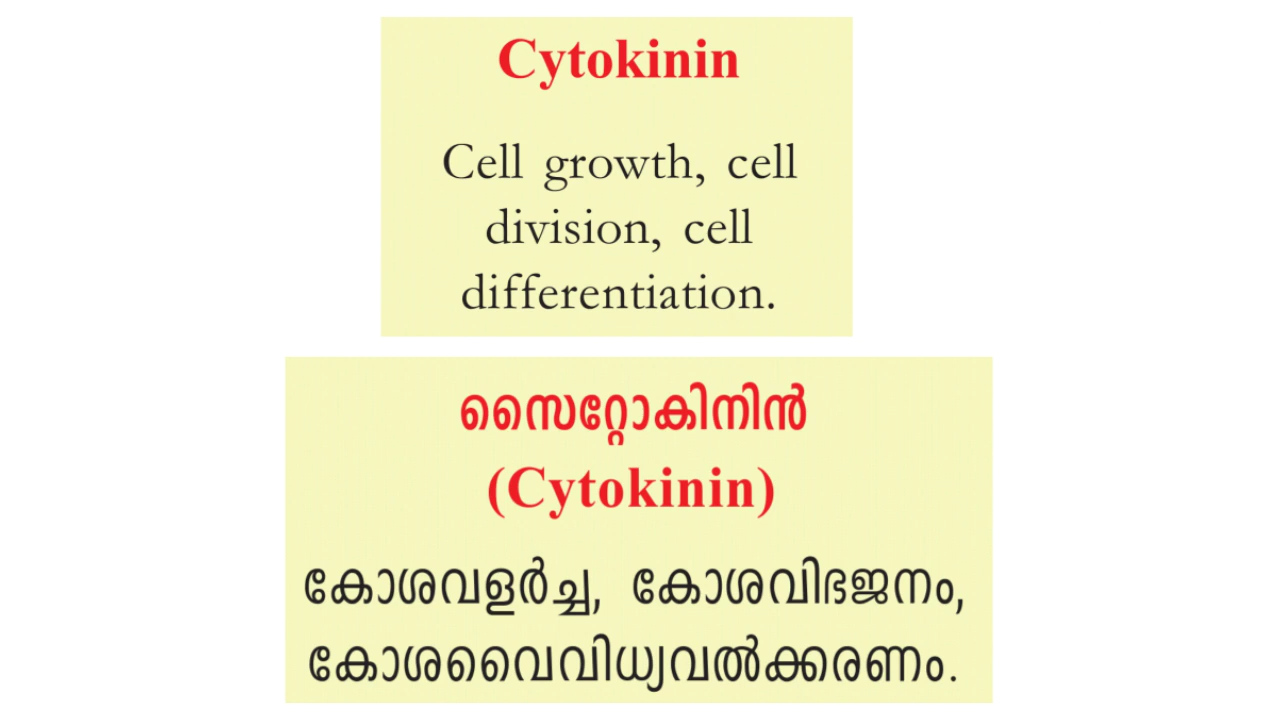 Cytokinin
Cell growth, cell
division, cell
differentiation.
സൈറ്റോകിനിൻ
(Cytokinin)
കോശവളർച്ച, കോശവിഭജനം,
കോശവൈവിധ്യവൽക്കരണം.